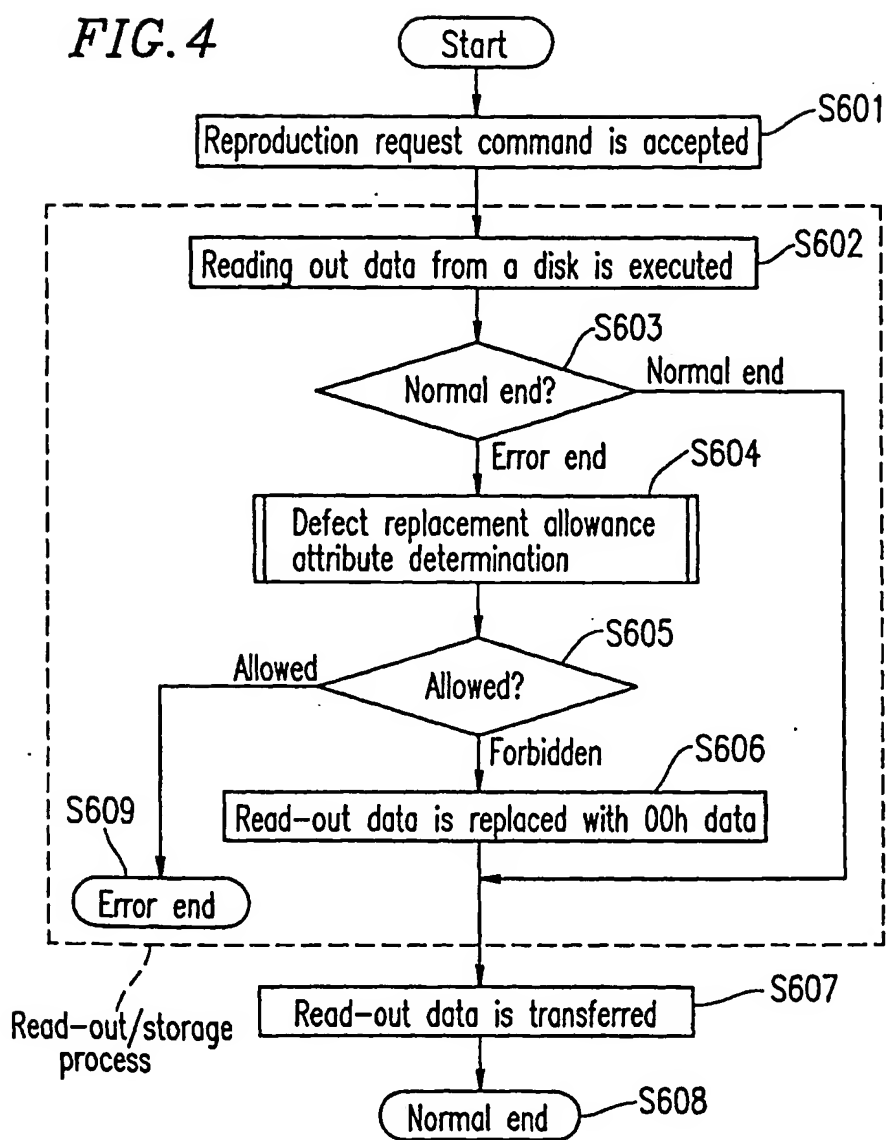 FIG. 4
Start
S601
Reproduction request command is accepted
S602
Reading out data from a disk is executed
S603
Normal end?
Normal end
Error end
S604
Defect replacement allowance
attribute determination
S605
Allowed
Allowed?
Forbidden
S606
Read-out data is replaced with 00h data
S609
Error end
S607
Read-out/storage
process
Read-out data is transferred
Normal end
S608